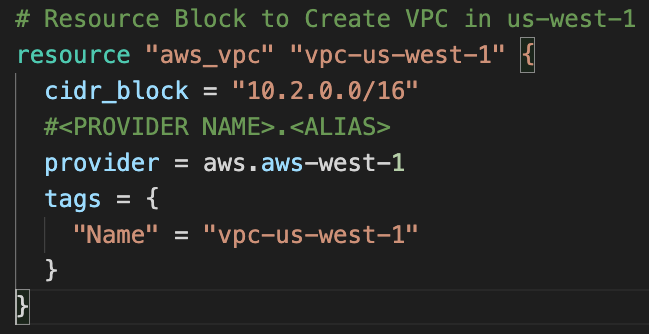 # Resource Block to Create VPC in us-west-1
resource "aws_vpc" "vpc-us-west-1" {
  cidr_block = "10.2.0.0/16"
  #<PROVIDER NAME>.<ALIAS>
  provider = aws.aws-west-1
  tags = {
    "Name" = "vpc-us-west-1"
  }
}